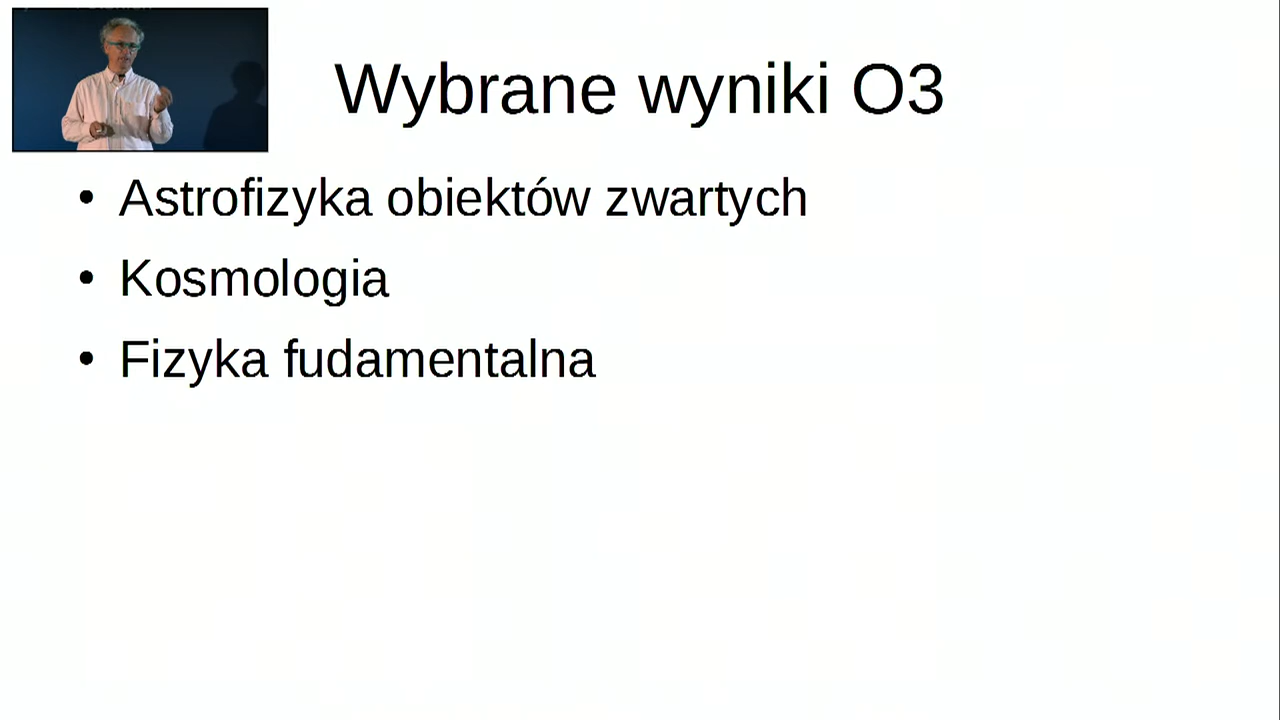 Wybrane wyniki O3
• Astrofizyka obiektów zwartych
• Kosmologia
• Fizyka fudamentalna